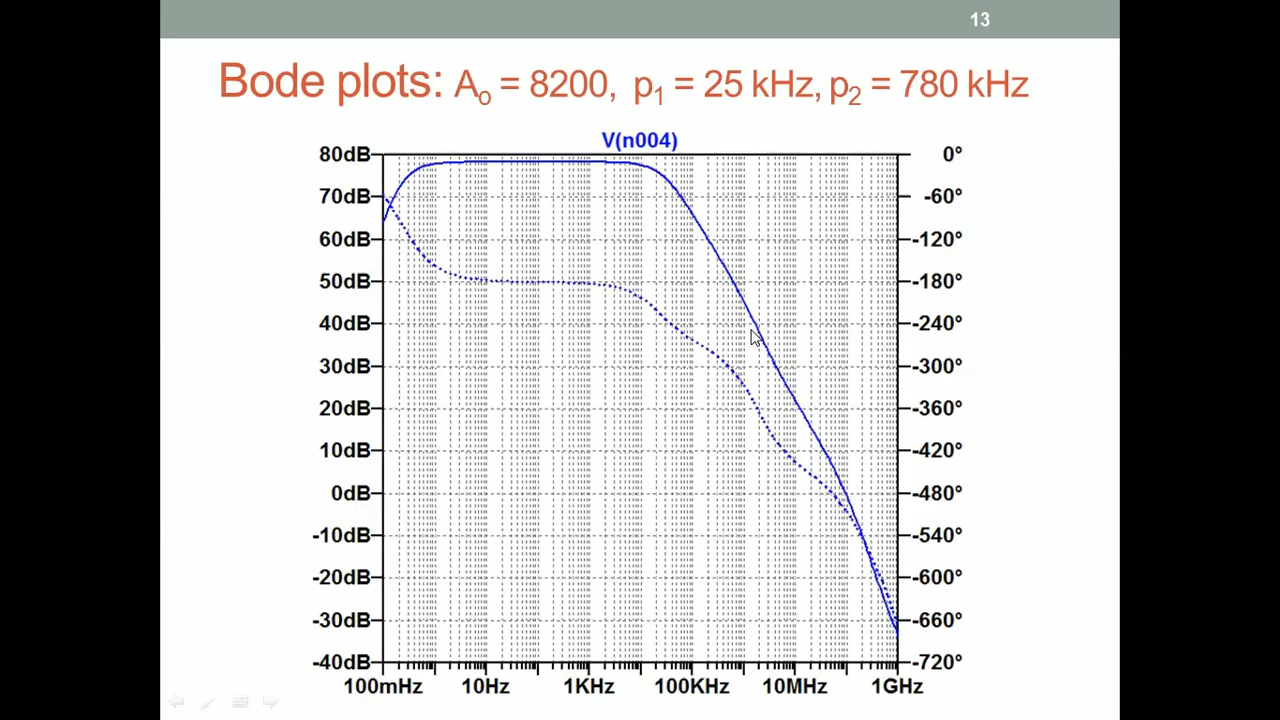 13
Bode plots: Ao = 8200, p1 = 25 kHz, p2 = 780 kHz
V(n004)
80dB 0°
70dB -60°
60dB -120°
50dB -180°
40dB -240°
30dB -300°
20dB -360°
10dB -420°
0dB -480°
-10dB -540°
-20dB -600°
-30dB -660°
-40dB -720°
100mHz 10Hz 1KHz 100KHz 10MHz 1GHz